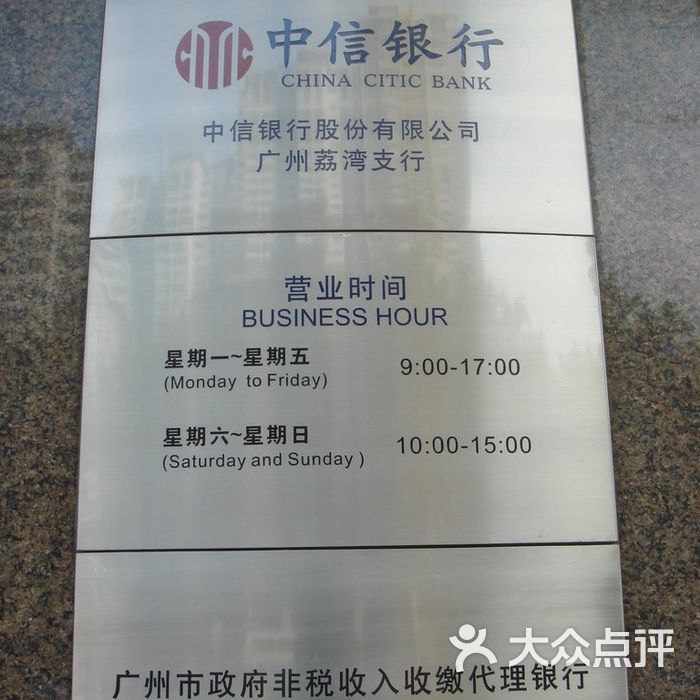 CITIC 中信银行
CHINA CITIC BANK
中信银行股份有限公司
广州荔湾支行
营业时间
BUSINESS HOUR
星期一~星期五 9:00-17:00
(Monday to Friday)
星期六~星期日 10:00-15:00
(Saturday and Sunday )
大众点评
广州市政府非税收入收缴代理银行